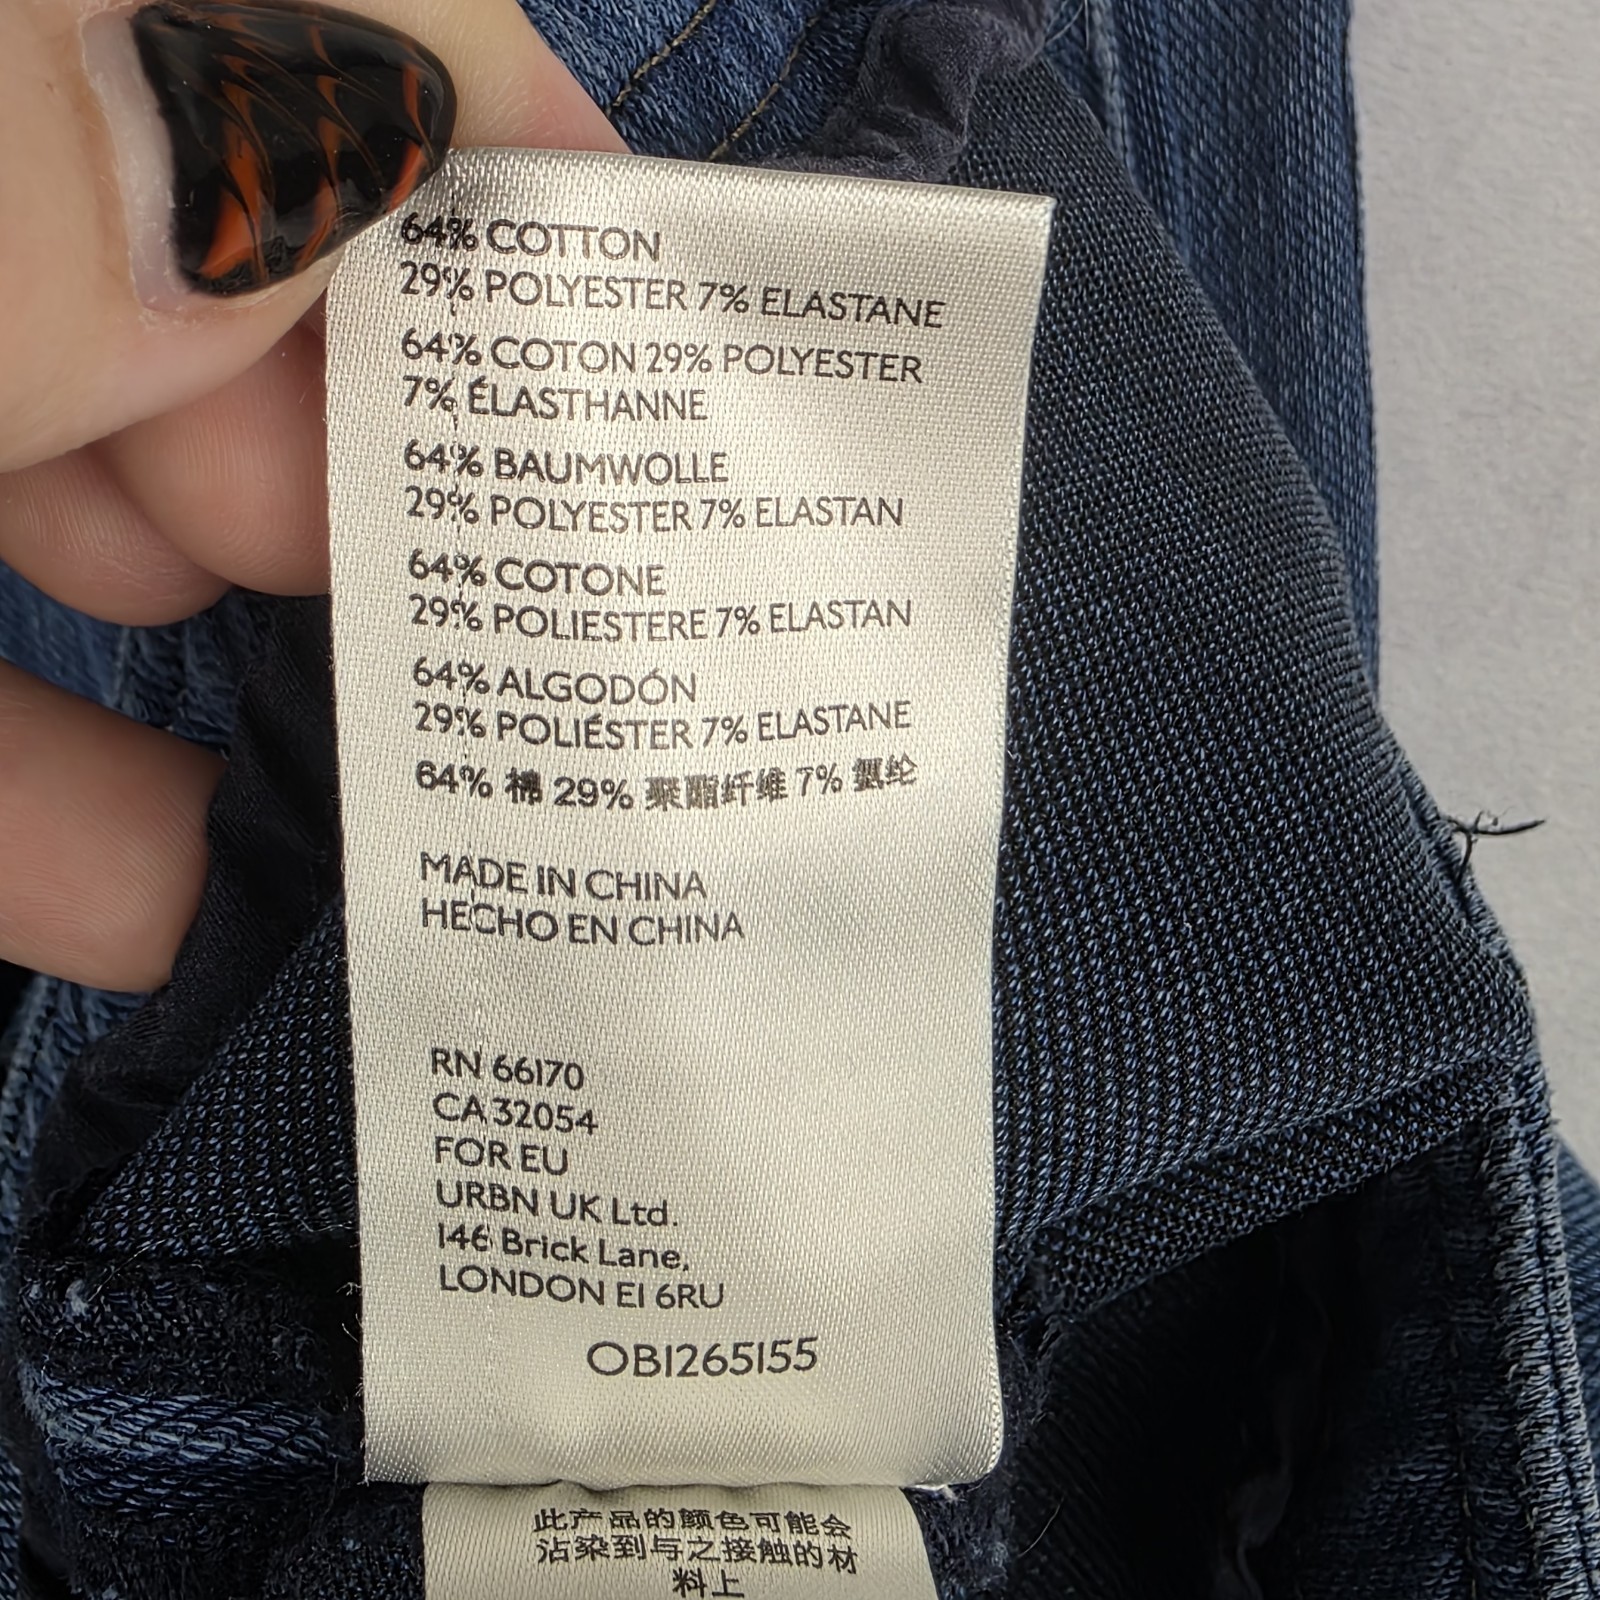 64% COTTON
29% POLYESTER 7% ELASTANE
64% COTON 29% POLYESTER
7% ÉLASTHANNE
64% BAUMWOLLE
29% POLYESTER 7% ELASTAN
64% COTONE
29% POLIESTERE 7% ELASTAN
64% ALGODÓN
29% POLIÉSTER 7% ELASTANE
64% 棉 29% 聚酯纤维 7% 氨纶
MADE IN CHINA
HECHO EN CHINA
RN 66170
CA 32054
FOR EU
URBN UK Ltd.
146 Brick Lane,
LONDON E1 6RU
OB1265155
此产品的颜色可能会
沾染到与之接触的材
料上